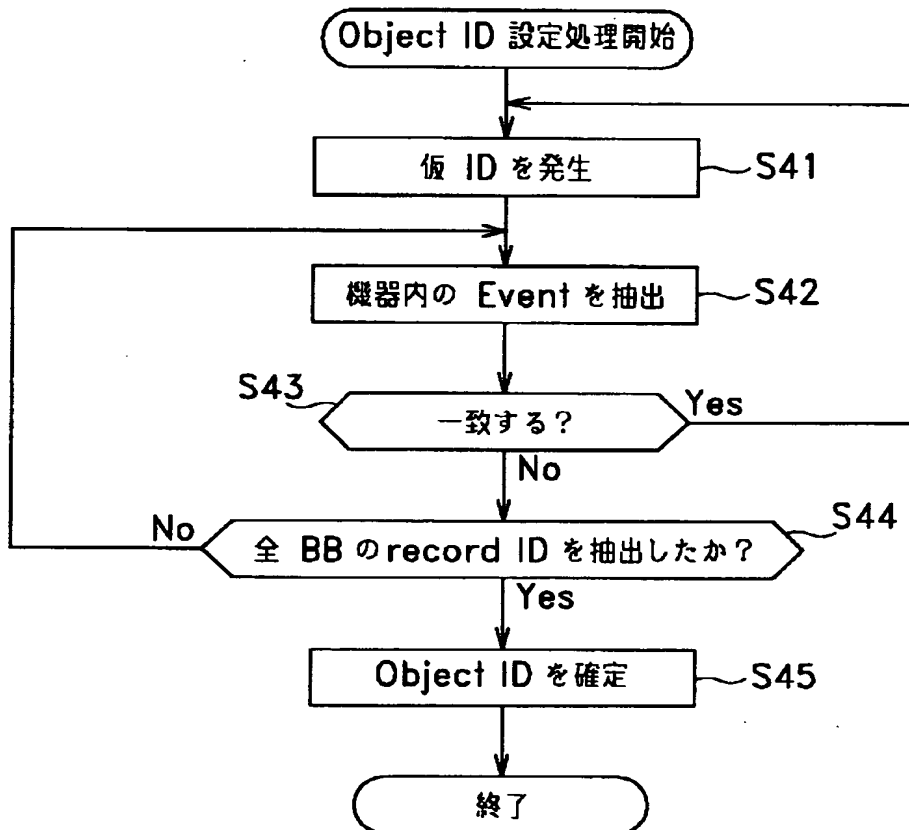 Object ID 設定処理開始
仮 ID を発生
S41
機器内の Event を抽出
S42
S43
一致する?
Yes
No
No
全 BB の record ID を抽出したか?
S44
Yes
Object ID を確定
S45
終了